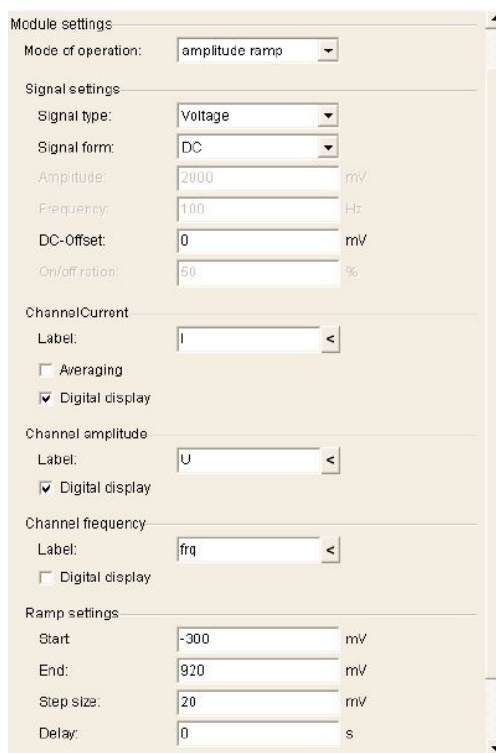 Module settings
Mode of operation: amplitude ramp
Signal settings
Signal type: Voltage
Signal form: DC
Amplitude: 2000 mV
Frequency: 100 Hz
DC-Offset: 0 mV
On/off ration: 50 %
ChannelCurrent
Label: I <
Averaging
Digital display
Channel amplitude
Label: U <
Digital display
Channel frequency
Label: frq <
Digital display
Ramp settings
Start -300 mV
End: 920 mV
Step size: 20 mV
Delay: 0 s